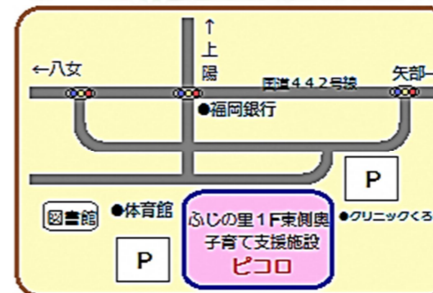 ↑上陽
←八女
国道442号線
矢部→
●福岡銀行
P
図書館
●体育館
ふじの里1F東側奥
子育て支援施設
ピコロ
●クリニックくろ
P